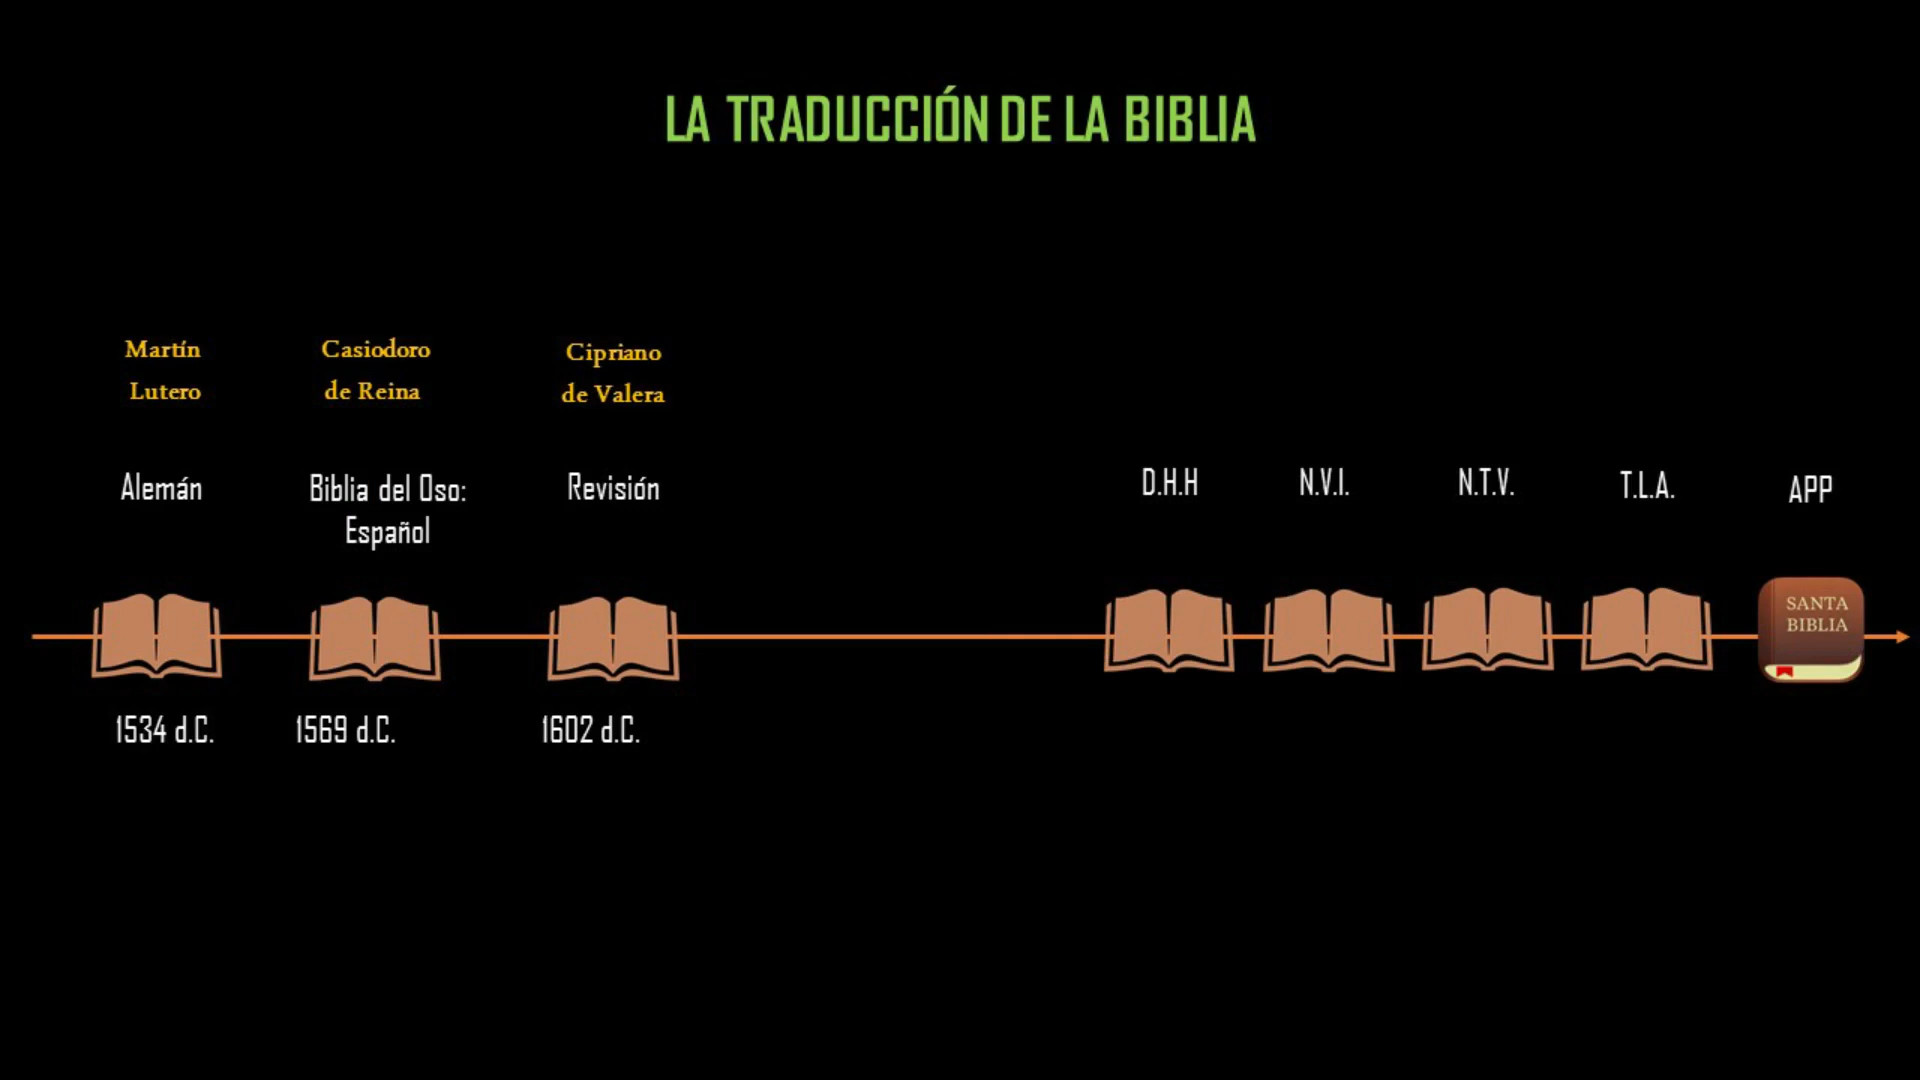 LA TRADUCCIÓN DE LA BIBLIA
Martín
Lutero
Casiodoro
de Reina
Cipriano
de Valera
Alemán
Biblia del Oso:
Español
Revisión
D.H.H
N.V.I.
N.T.V.
T.L.A.
APP
SANTA
BIBLIA
1534 d.C.
1569 d.C.
1602 d.C.